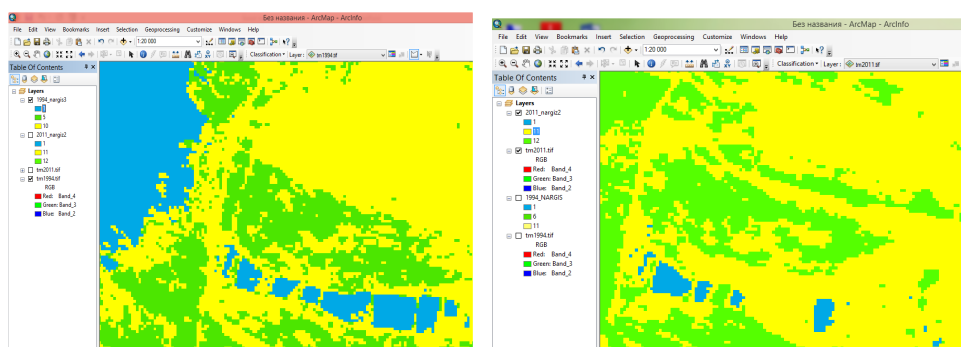 Без названия - ArcMap - ArcInfo
File Edit View Bookmarks Insert Selection Geoprocessing Customize Windows Help
1:20 000
Classification Layer: tm1994.tif
Table Of Contents
Layers
1994_nargis3
1
10
2011_nargiz2
1
11
12
tm2011.tif
tm1994.tif
RGB
Red: Band_4
Green: Band_3
Blue: Band_2
Без названия - ArcMap - ArcInfo
File Edit View Bookmarks Insert Selection Geoprocessing Customize Windows Help
1:20 000
Classification Layer: tm2011.tif
Table Of Contents
Layers
2011_nargiz2
1
11
12
tm2011.tif
RGB
Red: Band_4
Green: Band_3
Blue: Band_2
1994_NARGIS
1
6
11
tm1994.tif
RGB
Red: Band_4
Green: Band_3
Blue: Band_2